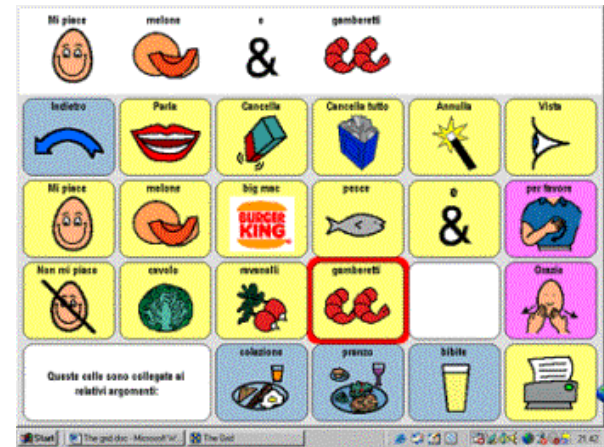 Mi piace melone e gamberetti
&
Indietro Parla Cancella Cancella tutto Annulla Vista
Mi piace melone big mac pesce e per favore
BURGER
KING
&
Non mi piace cavolo ravanelli gamberetti Grazie
colazione pranzo bibite
Queste celle sono collegate ai
relativi argomenti:
Start The grid.doc - Microsoft W... The Grid 21.42